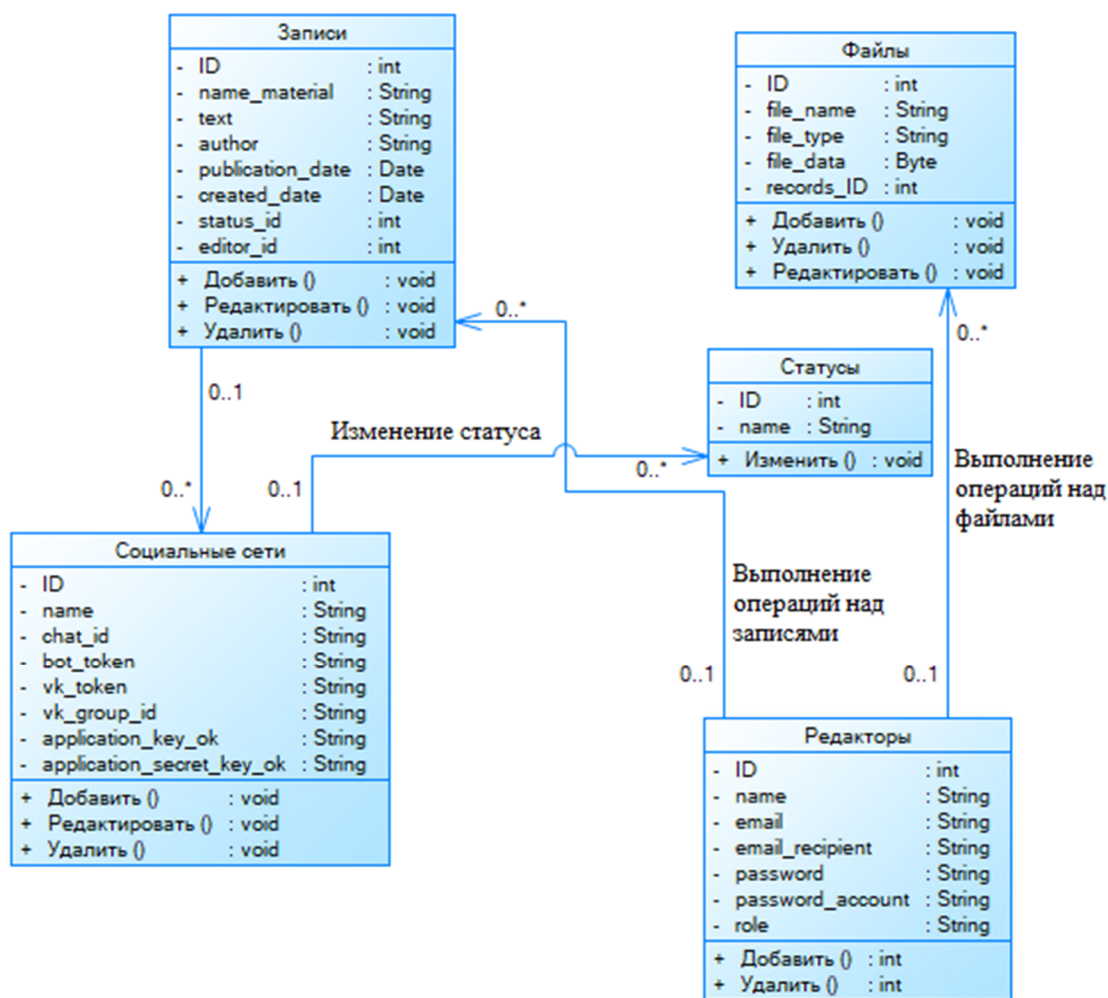 Записи
- ID : int
- name_material : String
- text : String
- author : String
- publication_date : Date
- created_date : Date
- status_id : int
- editor_id : int
+ Добавить () : void
+ Редактировать () : void
+ Удалить () : void
Файлы
- ID : int
- file_name : String
- file_type : String
- file_data : Byte
- records_ID : int
+ Добавить () : void
+ Удалить () : void
+ Редактировать () : void
0..*
0..*
Статусы
- ID : int
- name : String
+ Изменить () : void
0..1
Изменение статуса
0..*
0..*
0..1
Выполнение
операций над
файлами
Социальные сети
- ID : int
- name : String
- chat_id : String
- bot_token : String
- vk_token : String
- vk_group_id : String
- application_key_ok : String
- application_secret_key_ok : String
+ Добавить () : void
+ Редактировать () : void
+ Удалить () : void
Выполнение
операций над
записями
0..1
0..1
Редакторы
- ID : int
- name : String
- email : String
- email_recipient : String
- password : String
- password_account : String
- role : String
+ Добавить () : int
+ Удалить () : int